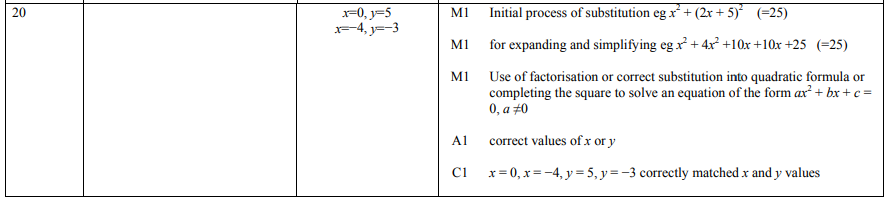 20
x=0, y=5
x=-4, y=-3
M1 Initial process of substitution eg x² + (2x + 5)² (=25)
M1 for expanding and simplifying eg x² + 4x² +10x +10x +25 (=25)
M1 Use of factorisation or correct substitution into quadratic formula or
completing the square to solve an equation of the form ax² + bx + c =
0, a ≠0
A1 correct values of x or y
C1 x = 0, x = −4, y = 5, y = −3 correctly matched x and y values